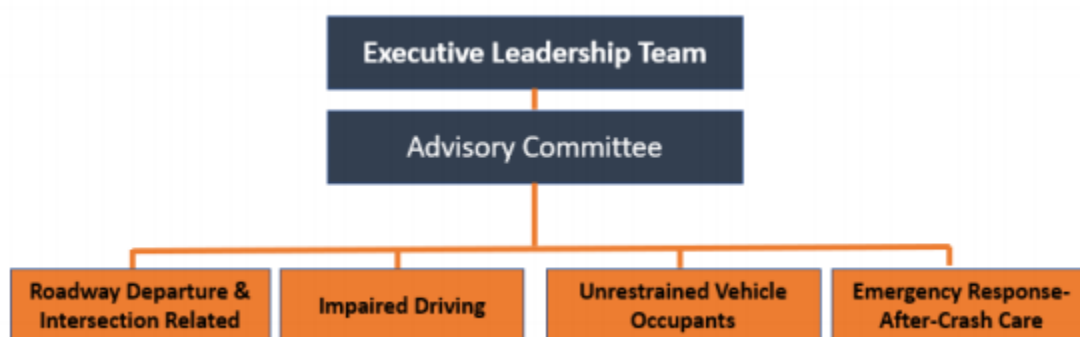 Executive Leadership Team
Advisory Committee
Roadway Departure &
Intersection Related
Impaired Driving
Unrestrained Vehicle
Occupants
Emergency Response-
After-Crash Care